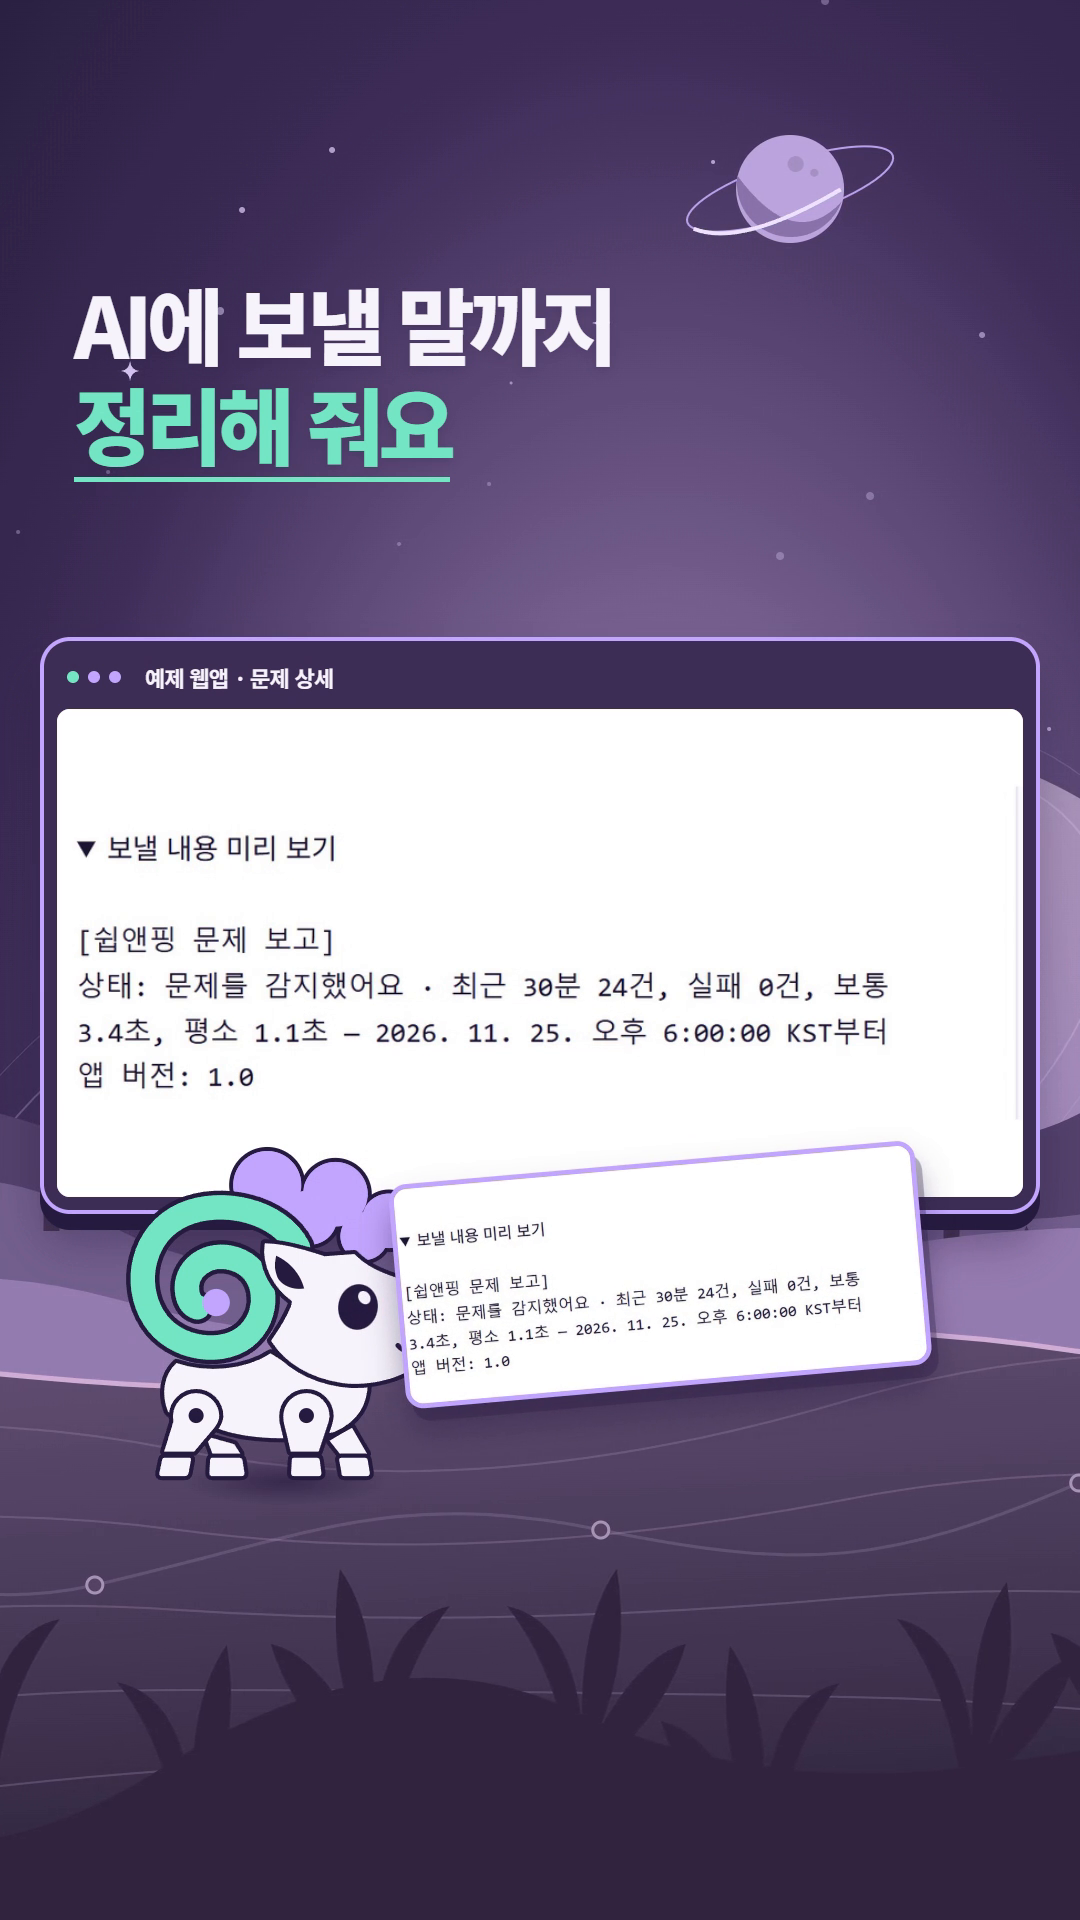 AI에 보낼 말까지
정리해 줘요
예제 웹앱 · 문제 상세
▼ 보낼 내용 미리 보기
[쉽앤핑 문제 보고]
상태: 문제를 감지했어요 · 최근 30분 24건, 실패 0건, 보통
3.4초, 평소 1.1초 — 2026. 11. 25. 오후 6:00:00 KST부터
앱 버전: 1.0
▼ 보낼 내용 미리 보기
[쉽앤핑 문제 보고]
상태: 문제를 감지했어요 · 최근 30분 24건, 실패 0건, 보통
3.4초, 평소 1.1초 — 2026. 11. 25. 오후 6:00:00 KST부터
앱 버전: 1.0